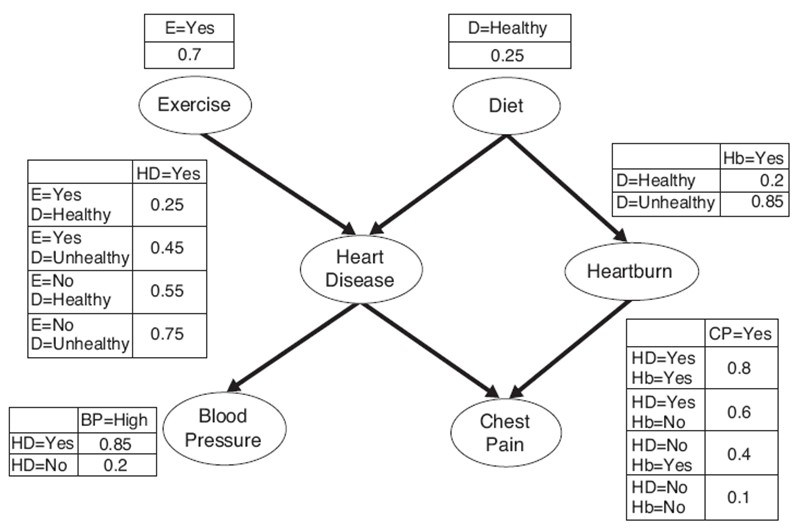 E=Yes
0.7
D=Healthy
0.25
Exercise
Diet
Hb=Yes
D=Healthy 0.2
D=Unhealthy 0.85
HD=Yes
E=Yes
D=Healthy
0.25
E=Yes
D=Unhealthy
0.45
E=No
D=Healthy
0.55
E=No
D=Unhealthy
0.75
Heart
Disease
Heartburn
CP=Yes
HD=Yes
Hb=Yes
0.8
HD=Yes
Hb=No
0.6
HD=No
Hb=Yes
0.4
HD=No
Hb=No
0.1
BP=High
HD=Yes 0.85
HD=No 0.2
Blood
Pressure
Chest
Pain